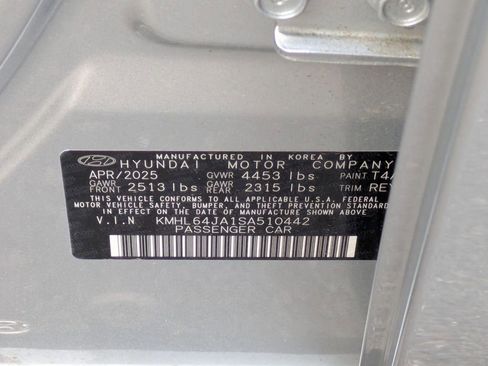 MANUFACTURED IN KOREA BY
HYUNDAI MOTOR COMPANY
APR/2025 GVWR 4453 lbs PAINT T4
GAWR FRONT 2513 lbs GAWR REAR 2315 lbs TRIM REY
THIS VEHICLE CONFORMS TO ALL APPLICABLE U.S.A. FEDERAL
MOTOR VEHICLE SAFETY, BUMPER, AND THEFT PREVENTION STANDARDS
IN EFFECT ON THE DATE OF MANUFACTURE SHOWN ABOVE.
V.I.N KMHL64JA1SA510442
PASSENGER CAR